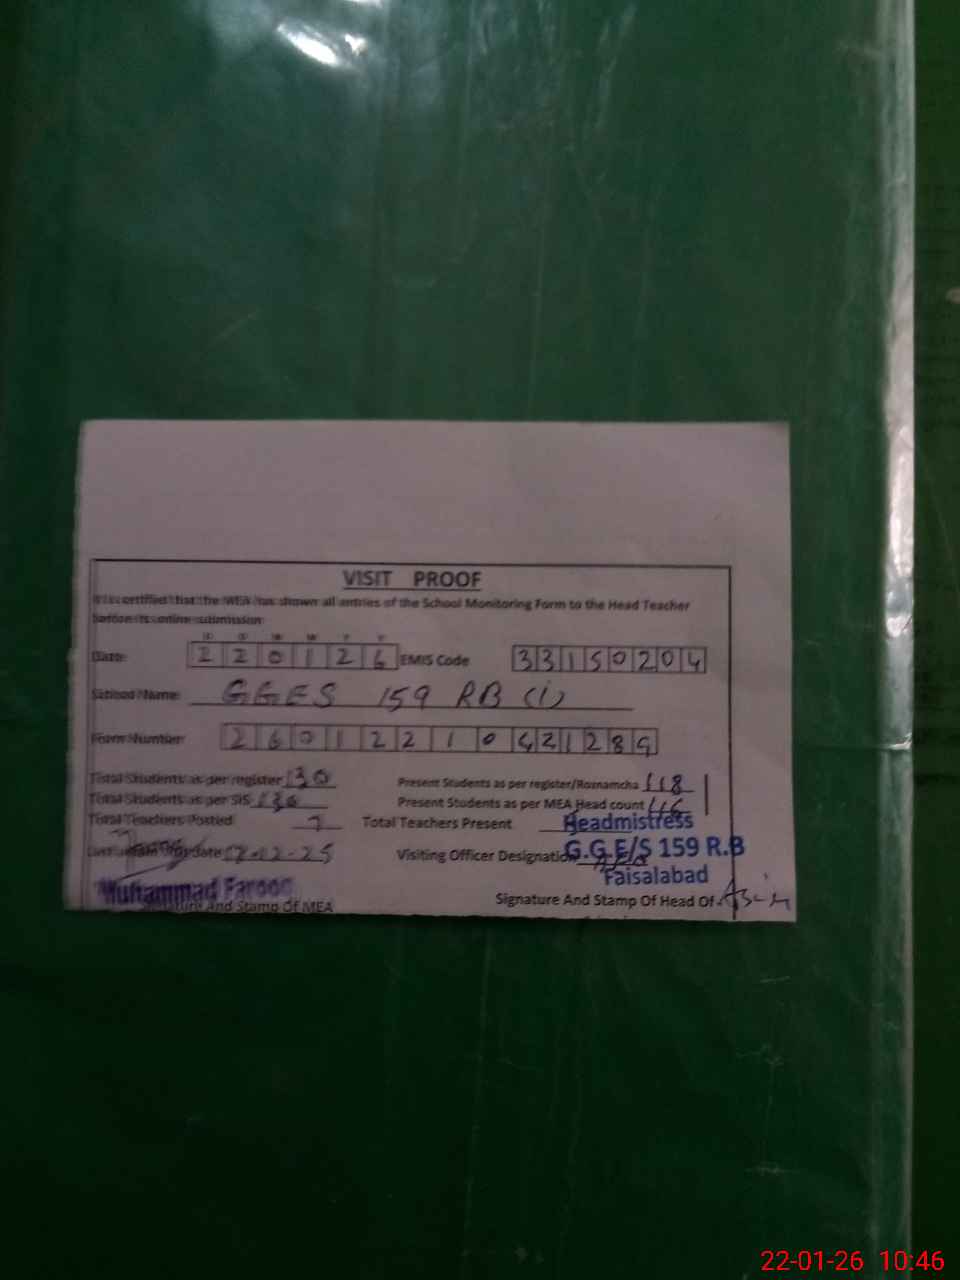 VISIT PROOF
It is certified that the MEA has shown all entries of the School Monitoring Form to the Head Teacher
before its online submission
D D M M Y Y
Date: 2 2 0 1 2 6 EMIS Code 3 3 1 5 0 2 0 4
School Name: GGES 159 RB (i)
Form Number: 2 6 0 1 2 2 1 0 4 2 1 2 8 9
Total Students as per register 130 Present Students as per register/Roznamcha 118
Total Students as per SIS 130 Present Students as per MEA Head count 116
Total Teachers Posted 7 Total Teachers Present
Headmistress
Visiting Officer Designation
G.G.E/S 159 R.B
Faisalabad
Muhammad Farooq
Signature And Stamp Of MEA Signature And Stamp Of Head Of
22-01-26 10:46